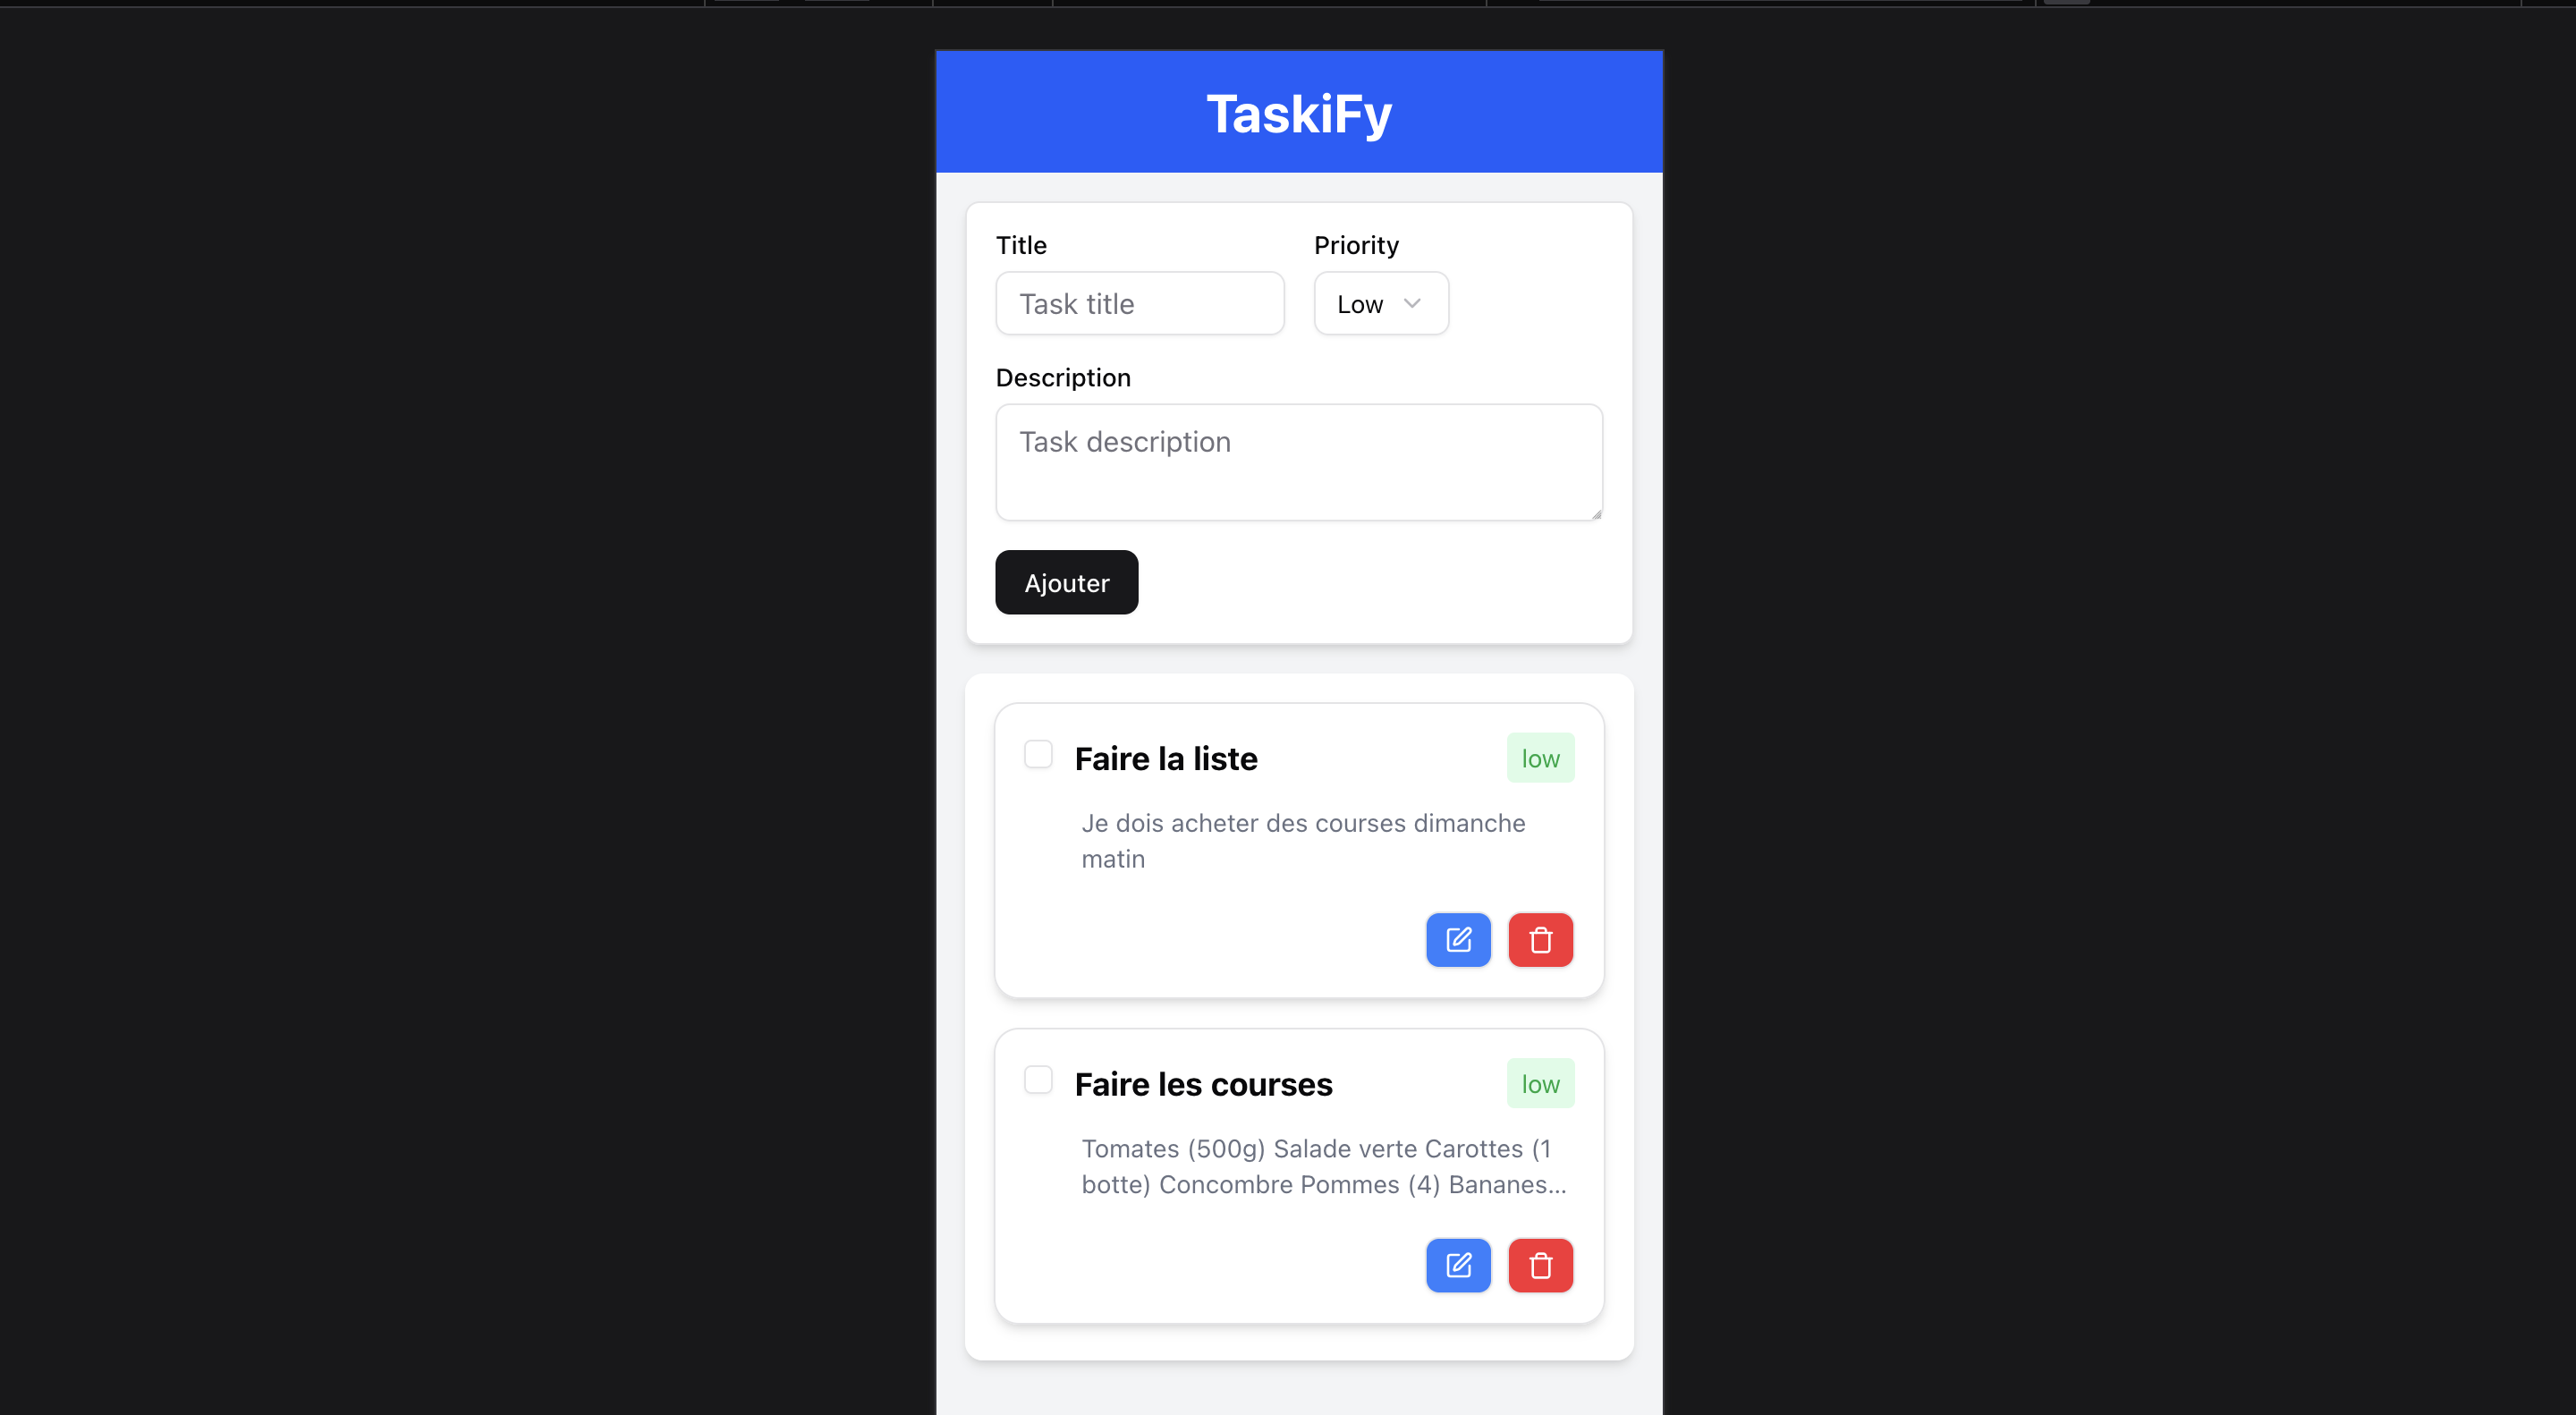 TaskiFy
Title
Priority
Task title
Low
Description
Task description
Ajouter
Faire la liste
low
Je dois acheter des courses dimanche
matin
Faire les courses
low
Tomates (500g) Salade verte Carottes (1
botte) Concombre Pommes (4) Bananes...